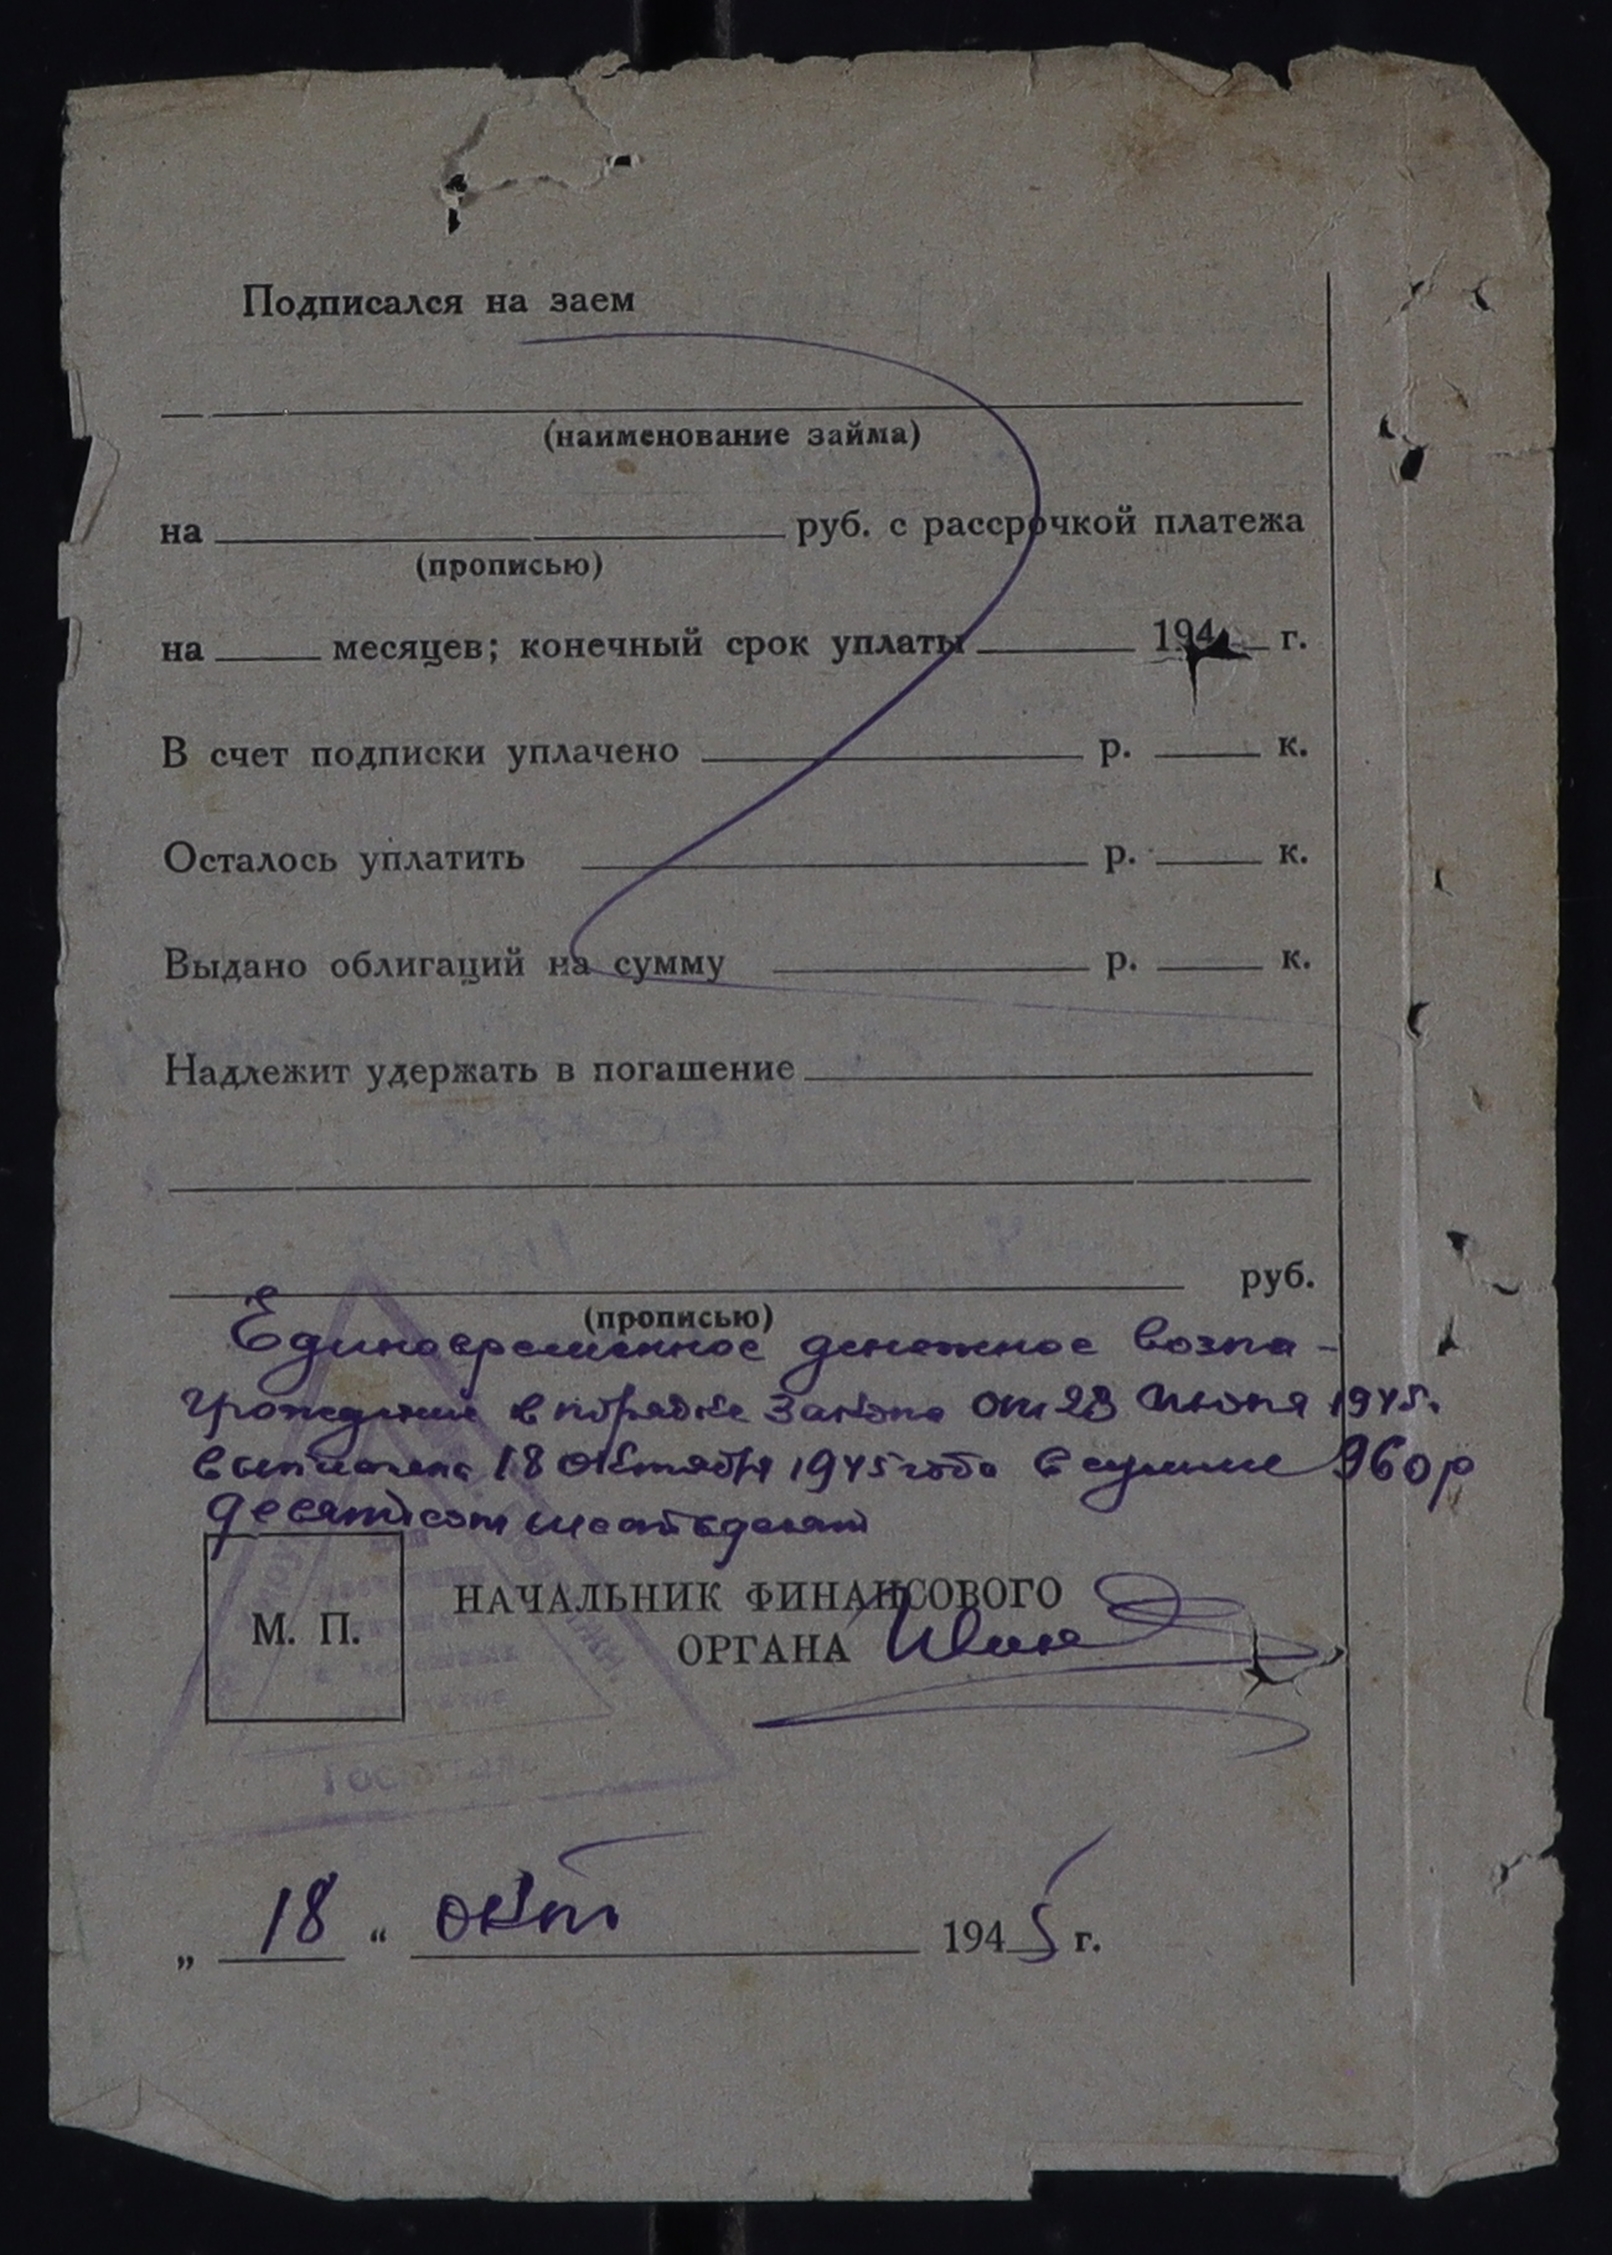 Подписался на заем
(наименование займа)
на руб. с рассрочкой платежа
(прописью)
на месяцев; конечный срок уплаты 194 г.
В счет подписки уплачено р. к.
Осталось уплатить р. к.
Выдано облигаций на сумму р. к.
Надлежит удержать в погашение
руб.
(прописью)
Единовременное денежное возна-
граждение в порядке Закона от 23 июня 1945г.
выплачено 18 октября 1945 года в сумме 960 р
девятьсот шестьдесят
М. П.
НАЧАЛЬНИК ФИНАНСОВОГО
ОРГАНА
ГОСПИТАЛЬ
„ 18 “ окт 1945 г.